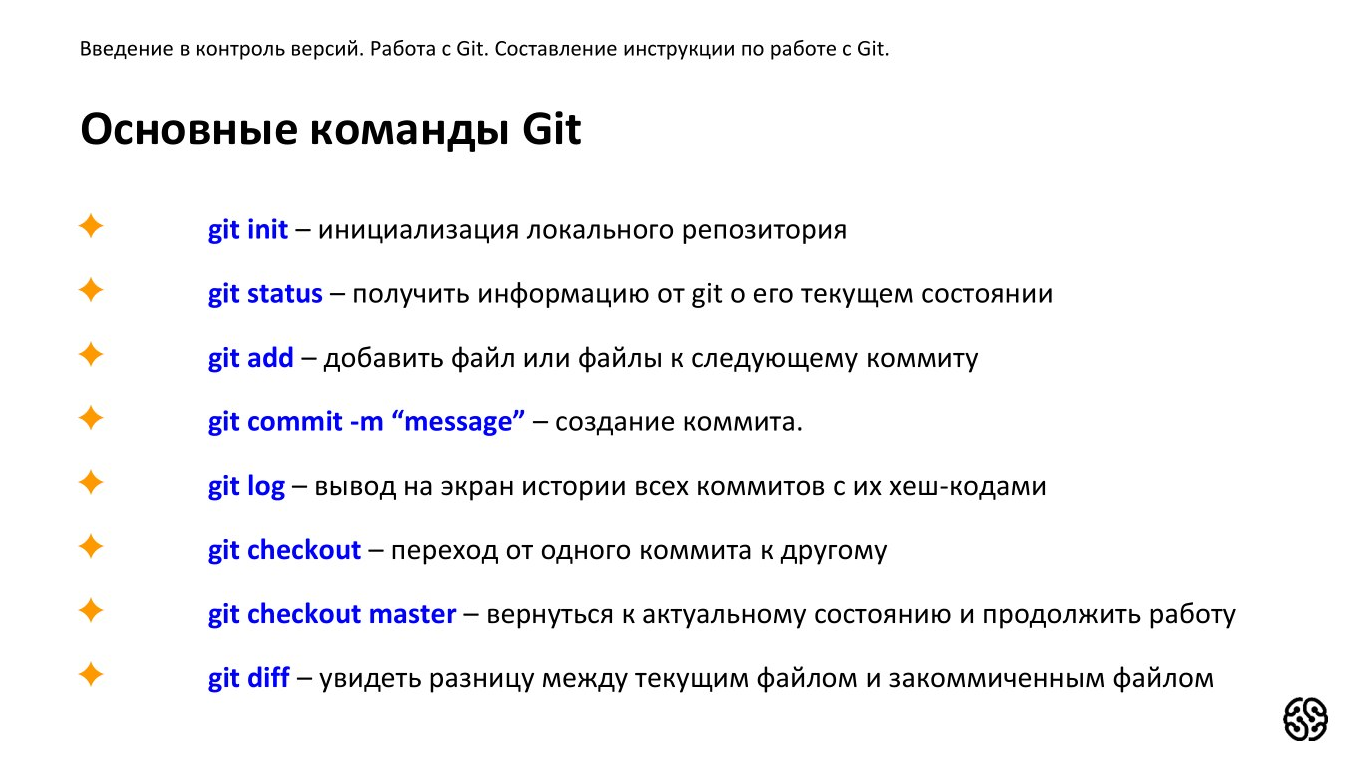 Введение в контроль версий. Работа с Git. Составление инструкции по работе с Git.
Основные команды Git
git init – инициализация локального репозитория
git status – получить информацию от git о его текущем состоянии
git add – добавить файл или файлы к следующему коммиту
git commit -m “message” – создание коммита.
git log – вывод на экран истории всех коммитов с их хеш-кодами
git checkout – переход от одного коммита к другому
git checkout master – вернуться к актуальному состоянию и продолжить работу
git diff – увидеть разницу между текущим файлом и закоммиченным файлом